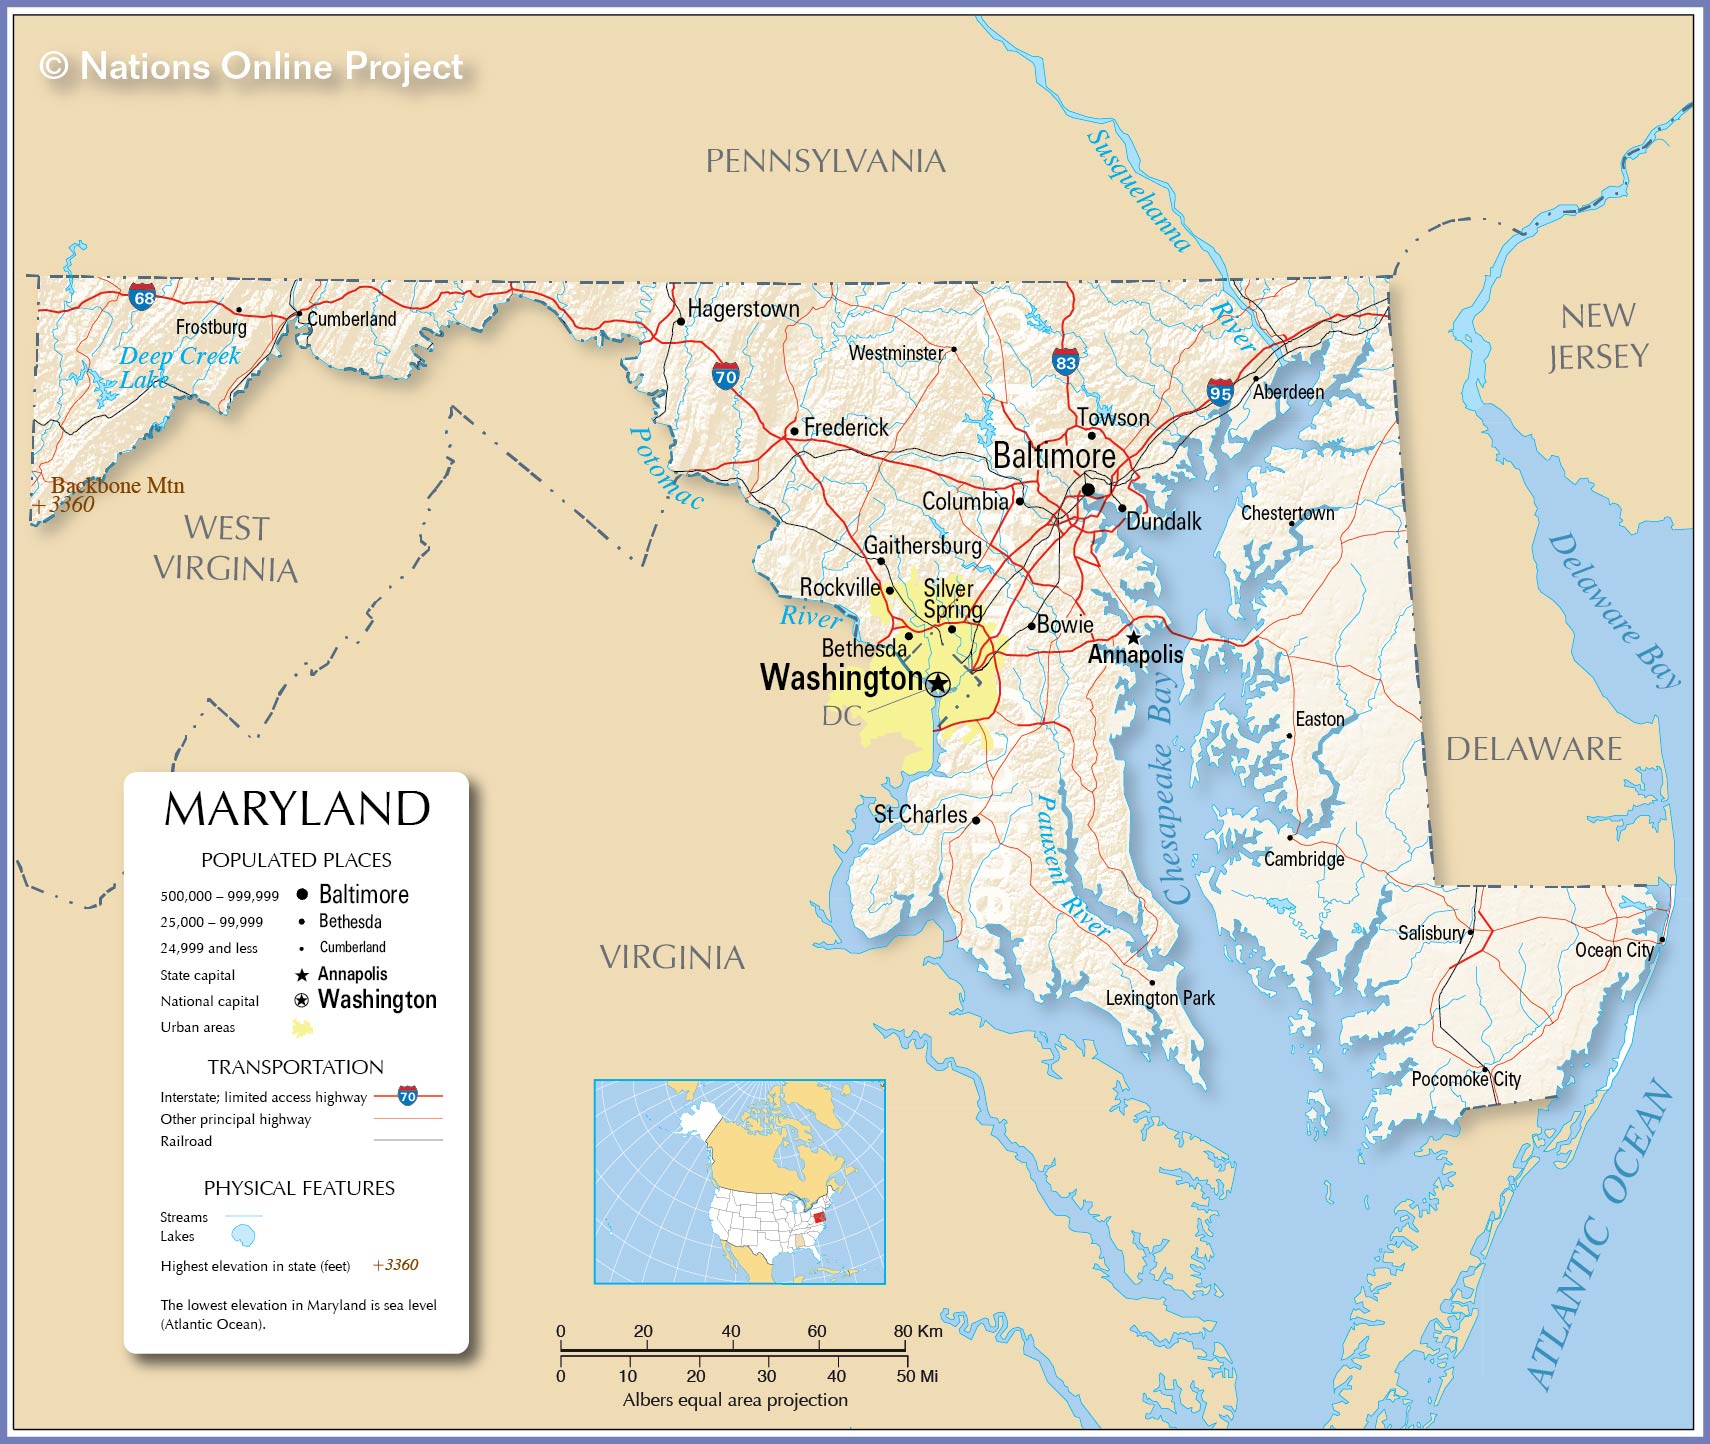 © Nations Online Project
PENNSYLVANIA
Susquehanna
River
NEW
JERSEY
68
Frostburg
Cumberland
Deep Creek
Lake
Hagerstown
Westminster
70
83
95
Aberdeen
Towson
Frederick
Baltimore
Potomac
River
Backbone Mtn
+3360
WEST
VIRGINIA
Columbia
Dundalk
Chestertown
Gaithersburg
Rockville
Silver
Spring
Bowie
Bethesda
Annapolis
Washington
DC
Delaware Bay
Chesapeake Bay
Easton
DELAWARE
St Charles
Patuxent
River
Cambridge
Salisbury
Ocean City
VIRGINIA
Lexington Park
Pocomoke City
ATLANTIC OCEAN
MARYLAND
POPULATED PLACES
500,000 – 999,999 Baltimore
25,000 – 99,999 Bethesda
24,999 and less Cumberland
State capital Annapolis
National capital Washington
Urban areas
TRANSPORTATION
Interstate; limited access highway 70
Other principal highway
Railroad
PHYSICAL FEATURES
Streams
Lakes
Highest elevation in state (feet) +3360
The lowest elevation in Maryland is sea level
(Atlantic Ocean).
0 20 40 60 80 Km
0 10 20 30 40 50 Mi
Albers equal area projection